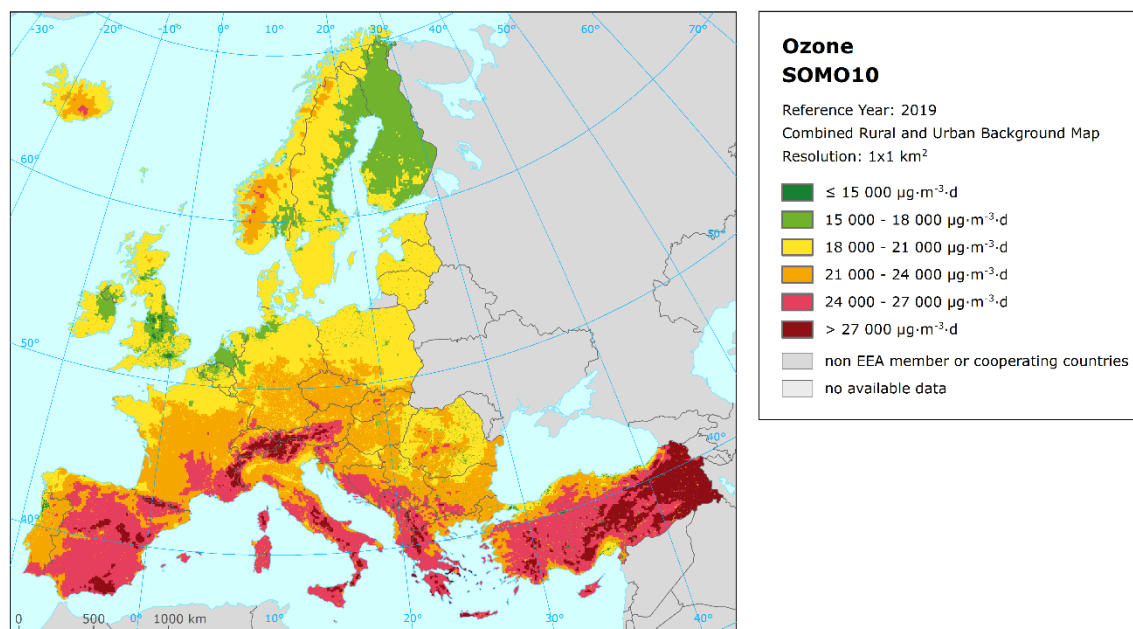 -30°
-20°
-10°
0°
10°
20°
30°
40°
50°
60°
70°
60°
50°
40°
60°
50°
40°
0
500
1000 km
0°
10°
20°
30°
40°
Ozone
SOMO10
Reference Year: 2019
Combined Rural and Urban Background Map
Resolution: 1x1 km²
≤ 15 000 µg·m⁻³·d
15 000 - 18 000 µg·m⁻³·d
18 000 - 21 000 µg·m⁻³·d
21 000 - 24 000 µg·m⁻³·d
24 000 - 27 000 µg·m⁻³·d
> 27 000 µg·m⁻³·d
non EEA member or cooperating countries
no available data